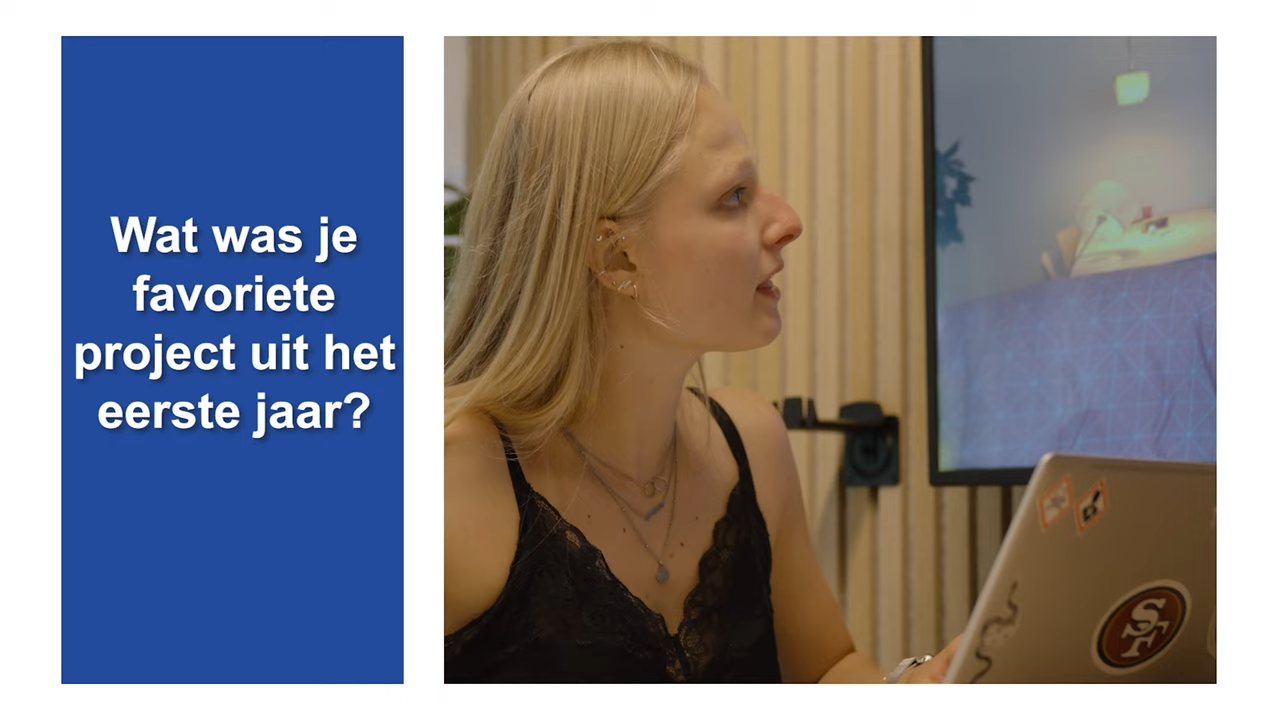 Wat was je
favoriete
project uit het
eerste jaar?
SF